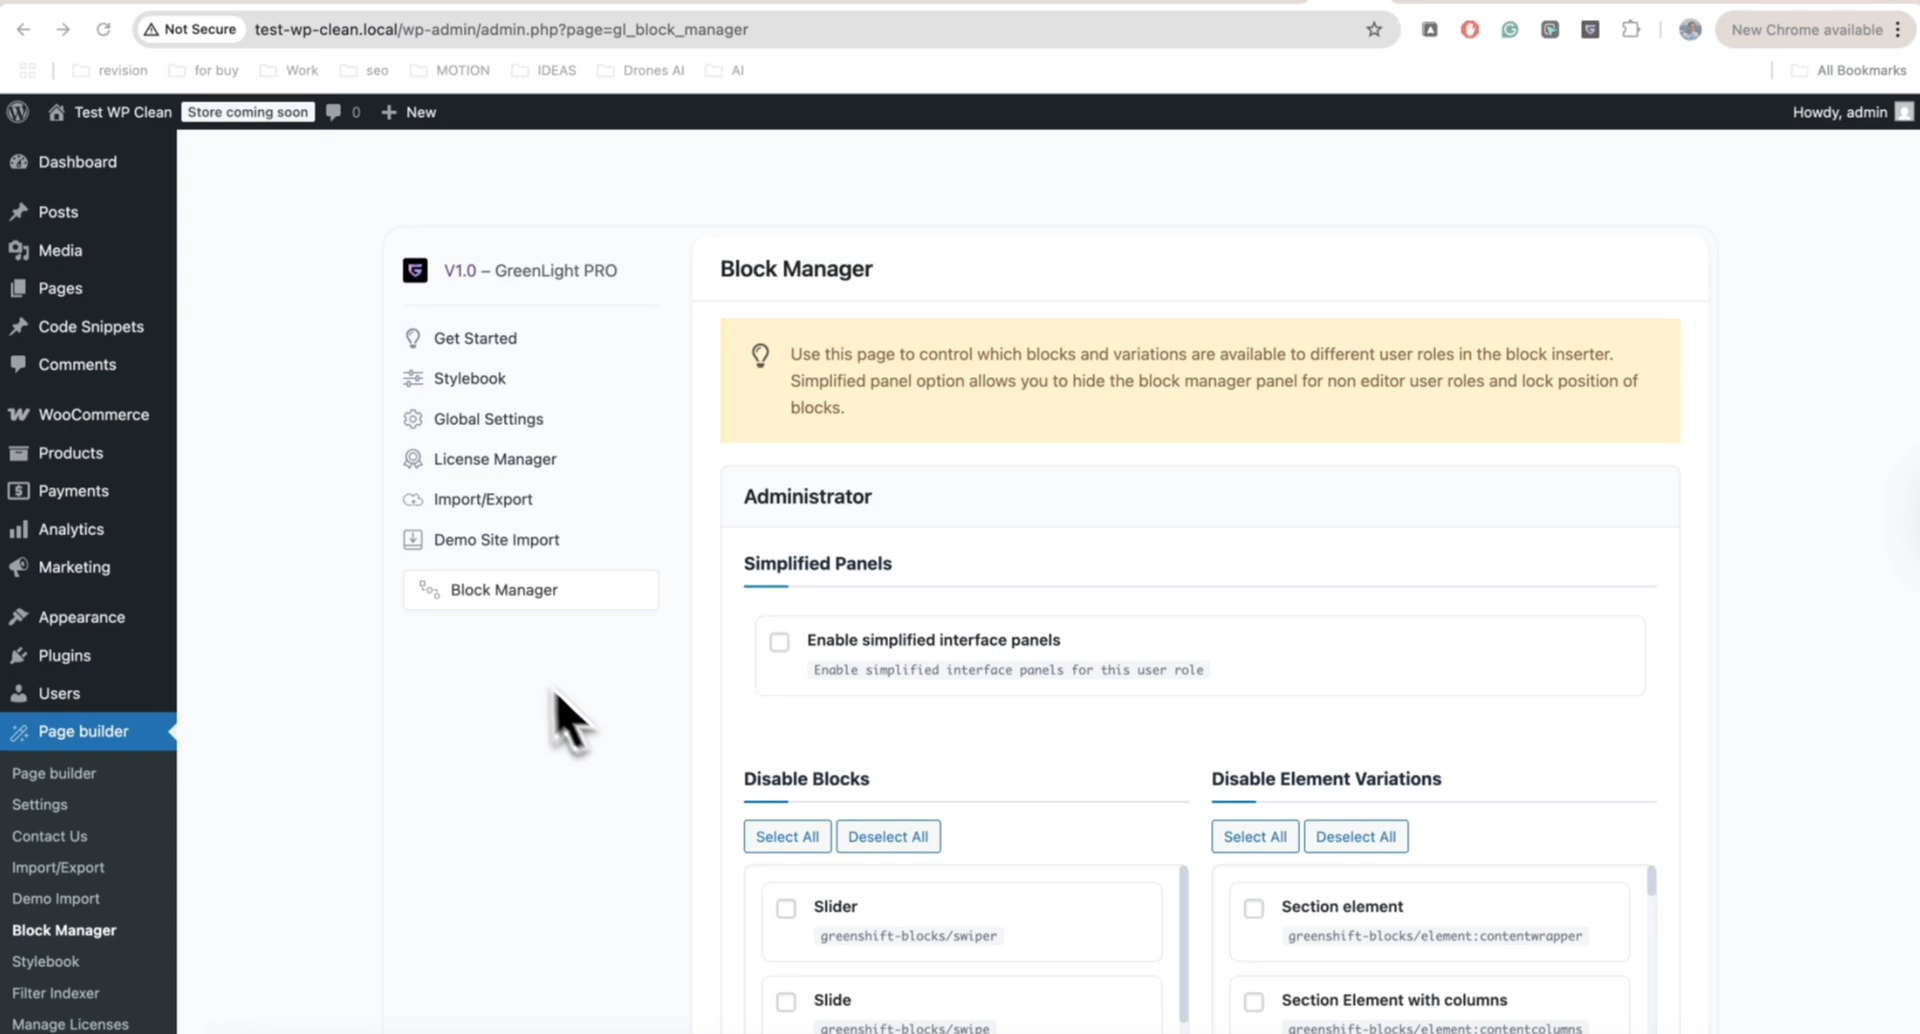 Not Secure
test-wp-clean.local/wp-admin/admin.php?page=gl_block_manager
New Chrome available
revision
for buy
Work
seo
MOTION
IDEAS
Drones AI
AI
All Bookmarks
Test WP Clean
Store coming soon
0
New
Howdy, admin
Dashboard
Posts
Media
Pages
Code Snippets
Comments
WooCommerce
Products
Payments
Analytics
Marketing
Appearance
Plugins
Users
Page builder
Page builder
Settings
Contact Us
Import/Export
Demo Import
Block Manager
Stylebook
Filter Indexer
Manage Licenses
V1.0 – GreenLight PRO
Get Started
Stylebook
Global Settings
License Manager
Import/Export
Demo Site Import
Block Manager
Block Manager
Use this page to control which blocks and variations are available to different user roles in the block inserter.
Simplified panel option allows you to hide the block manager panel for non editor user roles and lock position of
blocks.
Administrator
Simplified Panels
Enable simplified interface panels
Enable simplified interface panels for this user role
Disable Blocks
Select All
Deselect All
Slider
greenshift-blocks/swiper
Slide
greenshift-blocks/swipe
Disable Element Variations
Select All
Deselect All
Section element
greenshift-blocks/element:contentwrapper
Section Element with columns
greenshift-blocks/element:contentcolumns